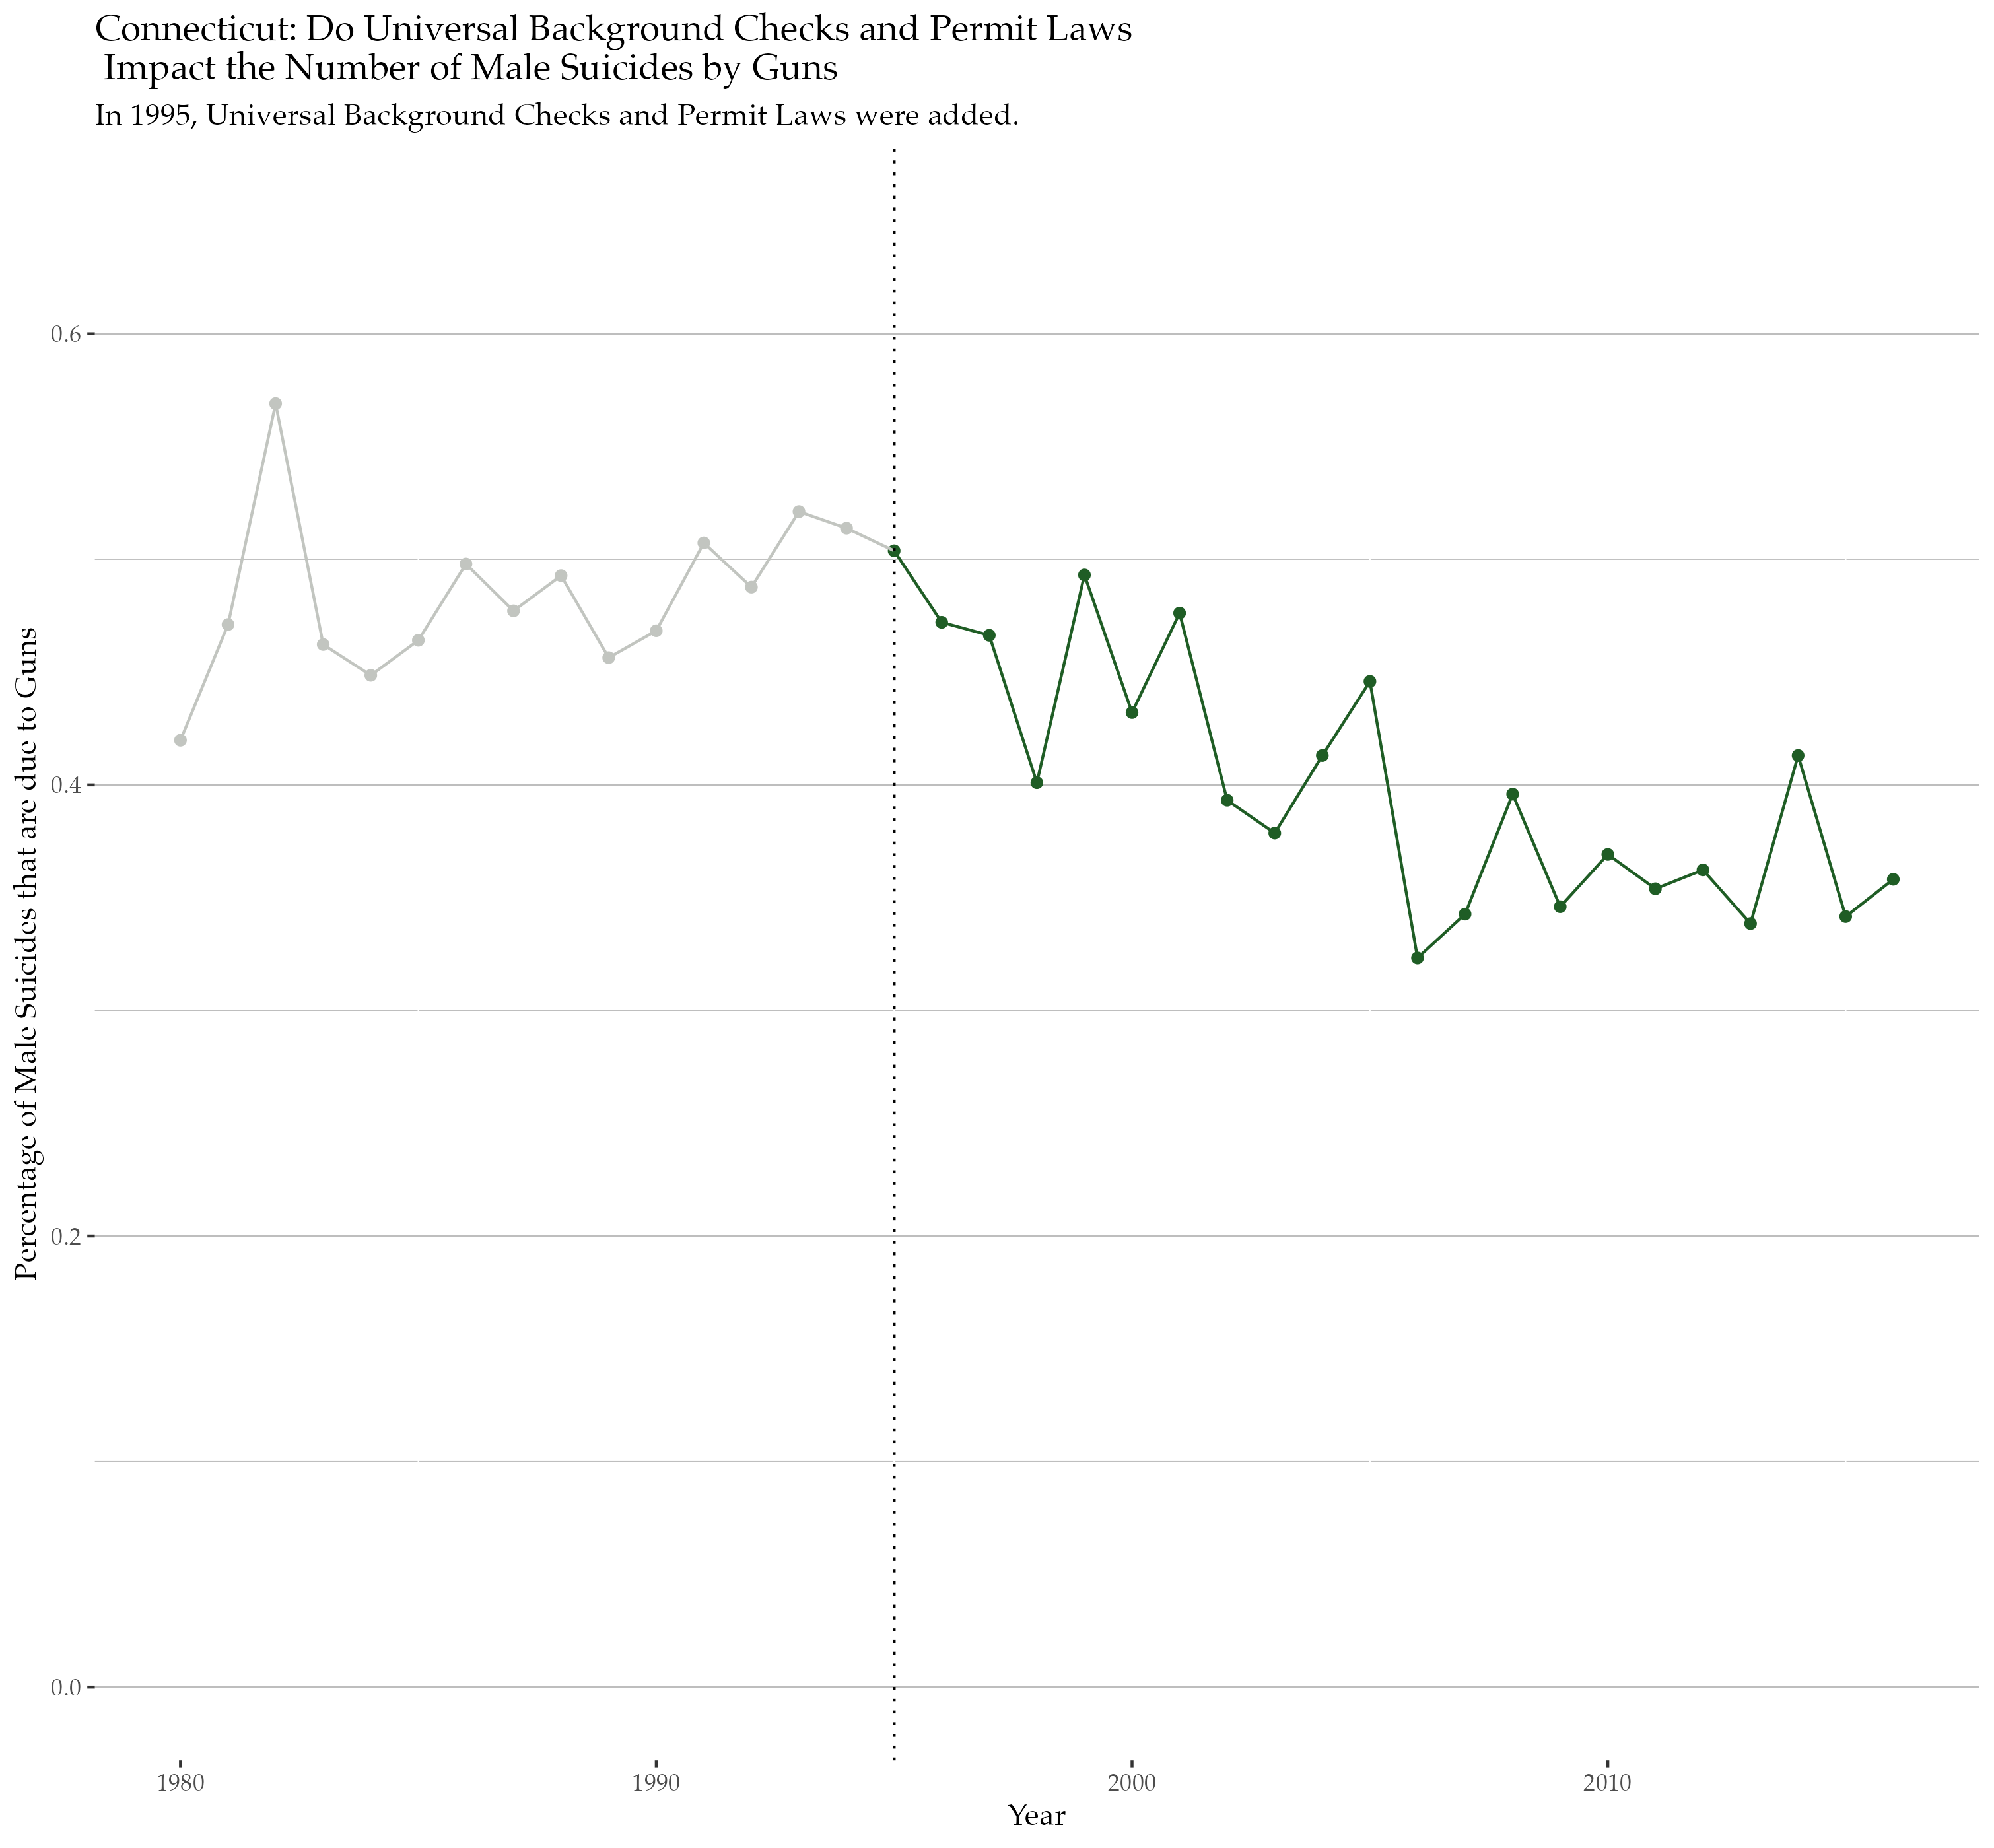 Connecticut: Do Universal Background Checks and Permit Laws
Impact the Number of Male Suicides by Guns
In 1995, Universal Background Checks and Permit Laws were added.
Percentage of Male Suicides that are due to Guns
0.6
0.4
0.2
0.0
1980 1990 2000 2010
Year